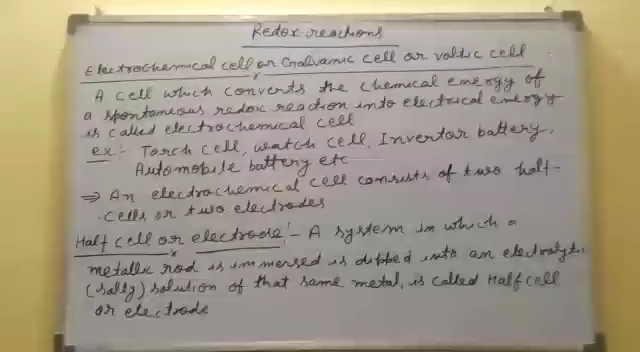 Redox reactions
Electrochemical cell or Galvanic cell or voltic cell
A cell which converts the chemical energy of
a spontaneous redox reaction into electrical energy
is called electrochemical cell
ex:- Torch cell, watch cell, Invertor battery,
Automobile battery etc
⇒ An electrochemical cell consists of two half-
cells or two electrodes
Half cell or electrode:- A system in which a
metallic rod is immersed is dipped into an electrolyti.
(salty) solution of that same metal, is called Half cell
or electrode